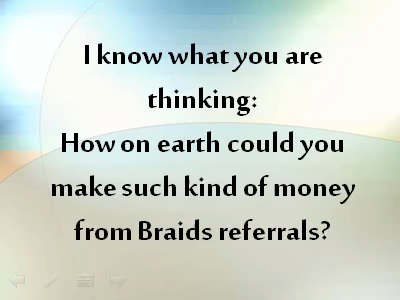 I know what you are
thinking:
How on earth could you
make such kind of money
from Braids referrals?